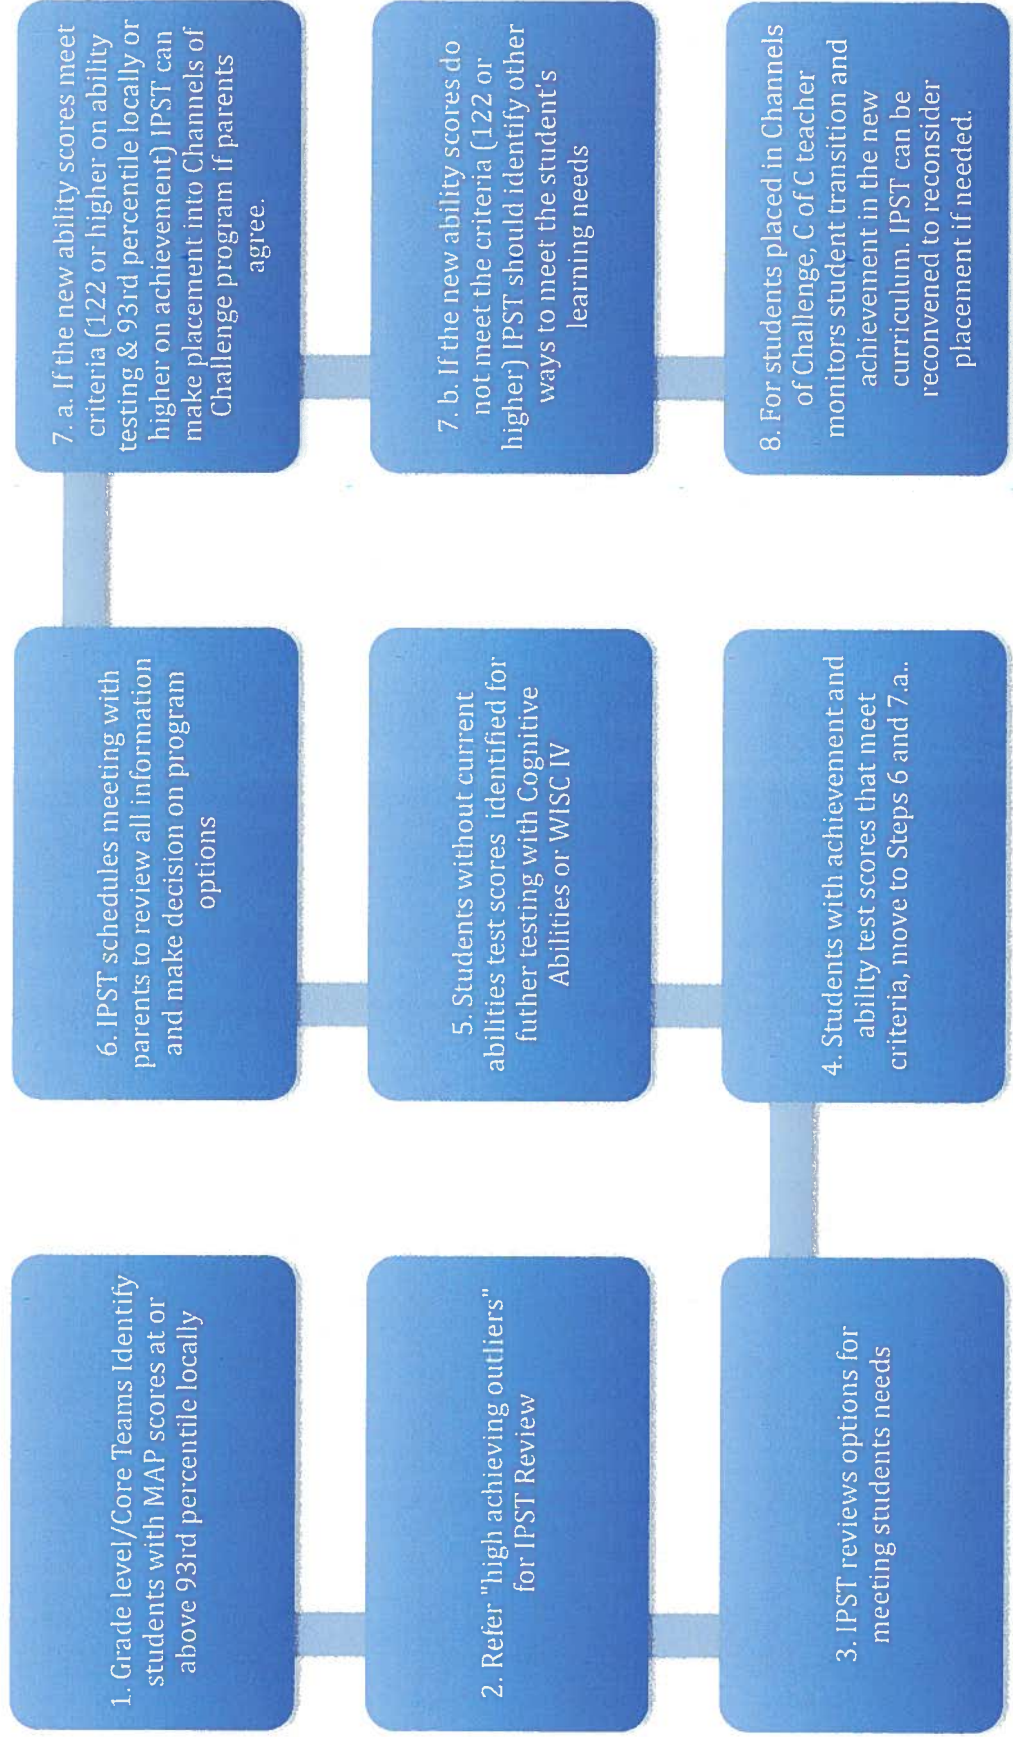 1. Grade level/Core Teams Identify
students with MAP scores at or
above 93rd percentile locally
2. Refer "high achieving outliers"
for IPST Review
3. IPST reviews options for
meeting students needs
4. Students with achievement and
ability test scores that meet
criteria, move to Steps 6 and 7.a..
5. Students without current
abilities test scores identified for
futher testing with Cognitive
Abilities or WISC IV
6. IPST schedules meeting with
parents to review all information
and make decision on program
options
7. a. If the new ability scores meet
criteria (122 or higher on ability
testing & 93rd percentile locally or
higher on achievement) IPST can
make placement into Channels of
Challenge program if parents
agree.
7. b. If the new ability scores do
not meet the criteria (122 or
higher) IPST should identify other
ways to meet the student's
learning needs
8. For students placed in Channels
of Challenge, C of C teacher
monitors student transition and
achievement in the new
curriculum. IPST can be
reconvened to reconsider
placement if needed.